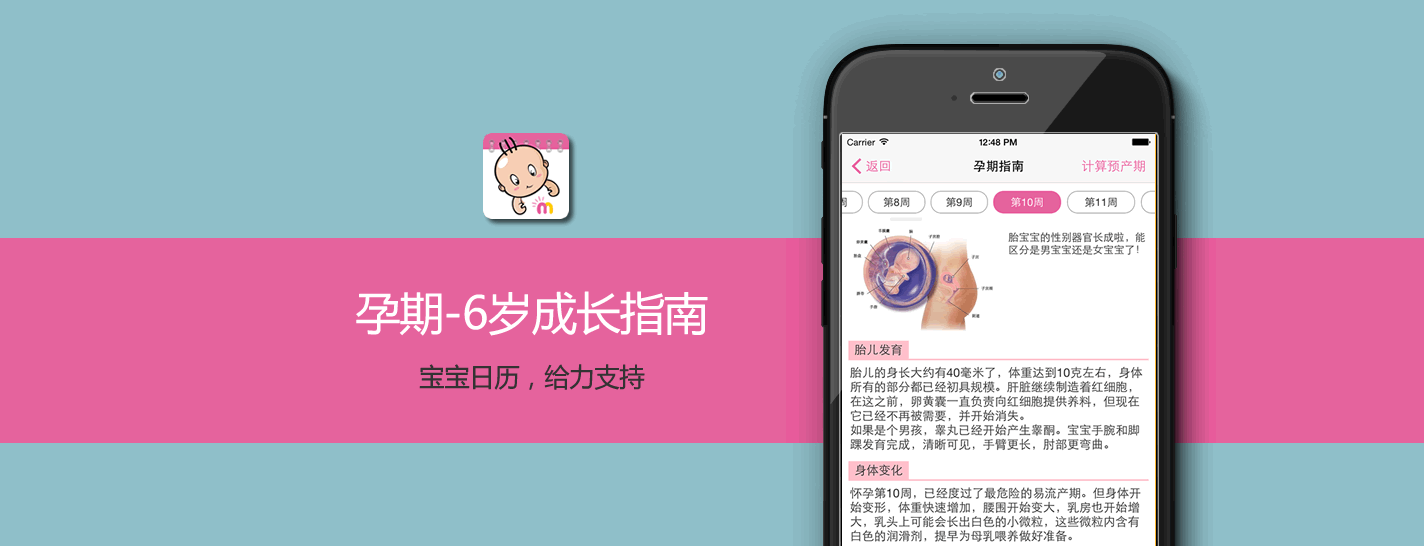 孕期-6岁成长指南
宝宝日历，给力支持
Carrier
12:48 PM
返回
孕期指南
计算预产期
周
第8周
第9周
第10周
第11周
胎宝宝的性别器官长成啦，能
区分是男宝宝还是女宝宝了！
胎儿发育
胎儿的身长大约有40毫米了，体重达到10克左右，身体
所有的部分都已经初具规模。肝脏继续制造着红细胞，
在这之前，卵黄囊一直负责向红细胞提供养料，但现在
它已经不再被需要，并开始消失。
如果是个男孩，睾丸已经开始产生睾酮。宝宝手腕和脚
踝发育完成，清晰可见，手臂更长，肘部更弯曲。
身体变化
怀孕第10周，已经度过了最危险的易流产期。但身体开
始变形，体重快速增加，腰围开始变大，乳房也开始增
大，乳头上可能会长出白色的小微粒，这些微粒内含有
白色的润滑剂，提早为母乳喂养做好准备。